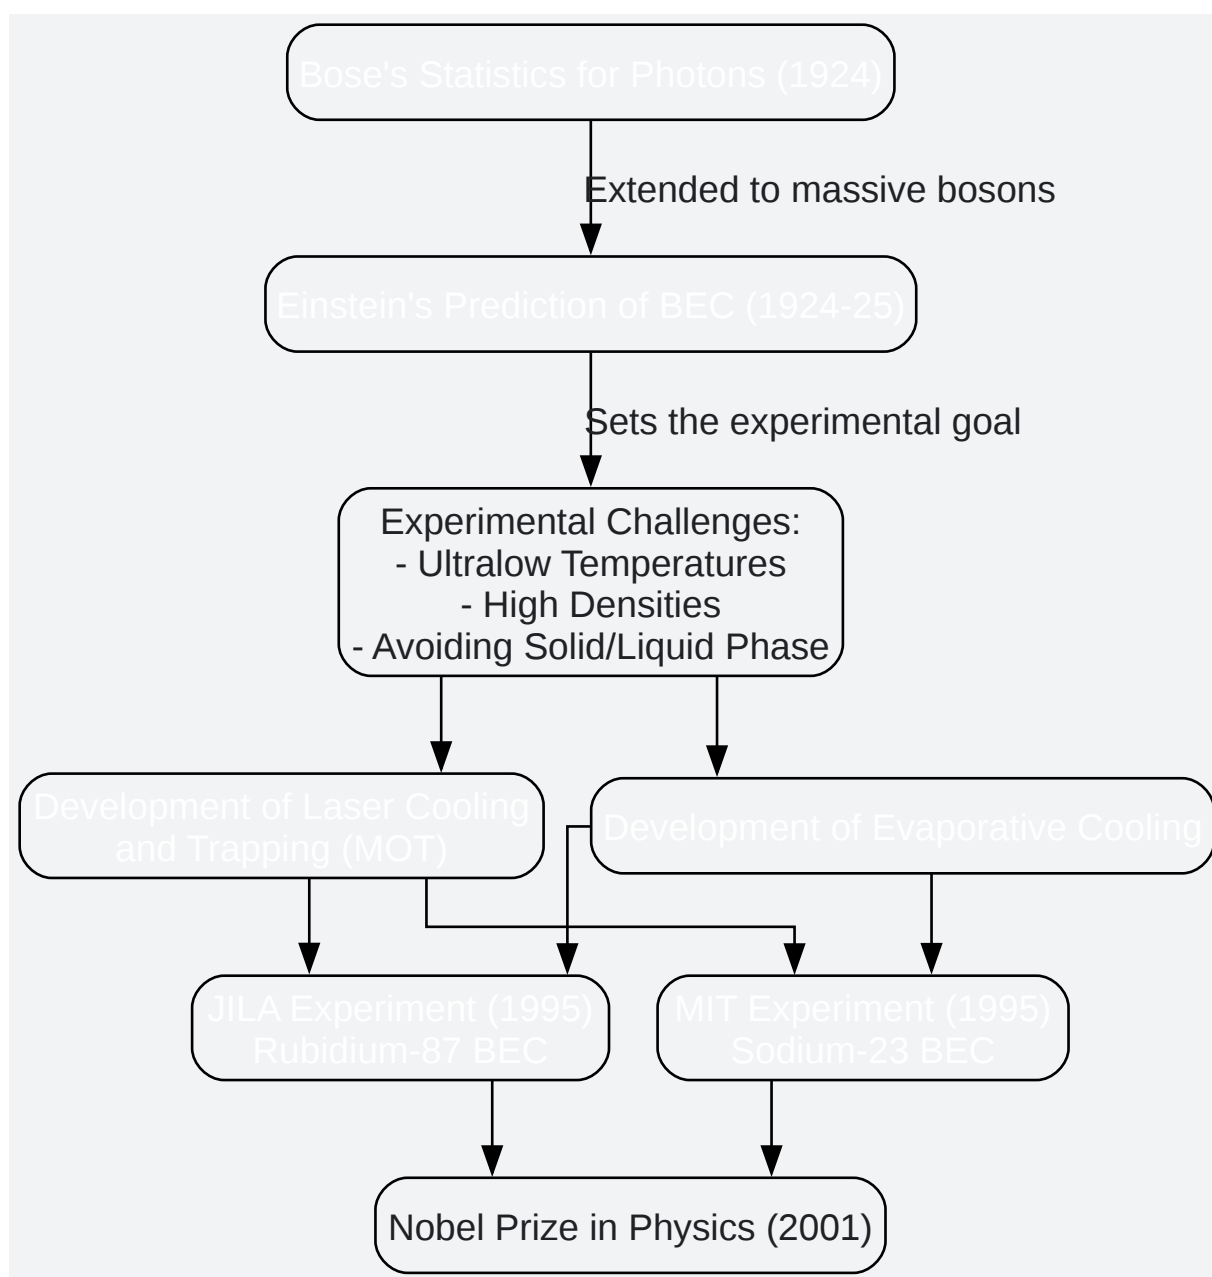 Bose's Statistics for Photons (1924)
Extended to massive bosons
Einstein's Prediction of BEC (1924-25)
Sets the experimental goal
Experimental Challenges:
- Ultralow Temperatures
- High Densities
- Avoiding Solid/Liquid Phase
Development of Laser Cooling
and Trapping (MOT)
Development of Evaporative Cooling
JILA Experiment (1995)
Rubidium-87 BEC
MIT Experiment (1995)
Sodium-23 BEC
Nobel Prize in Physics (2001)